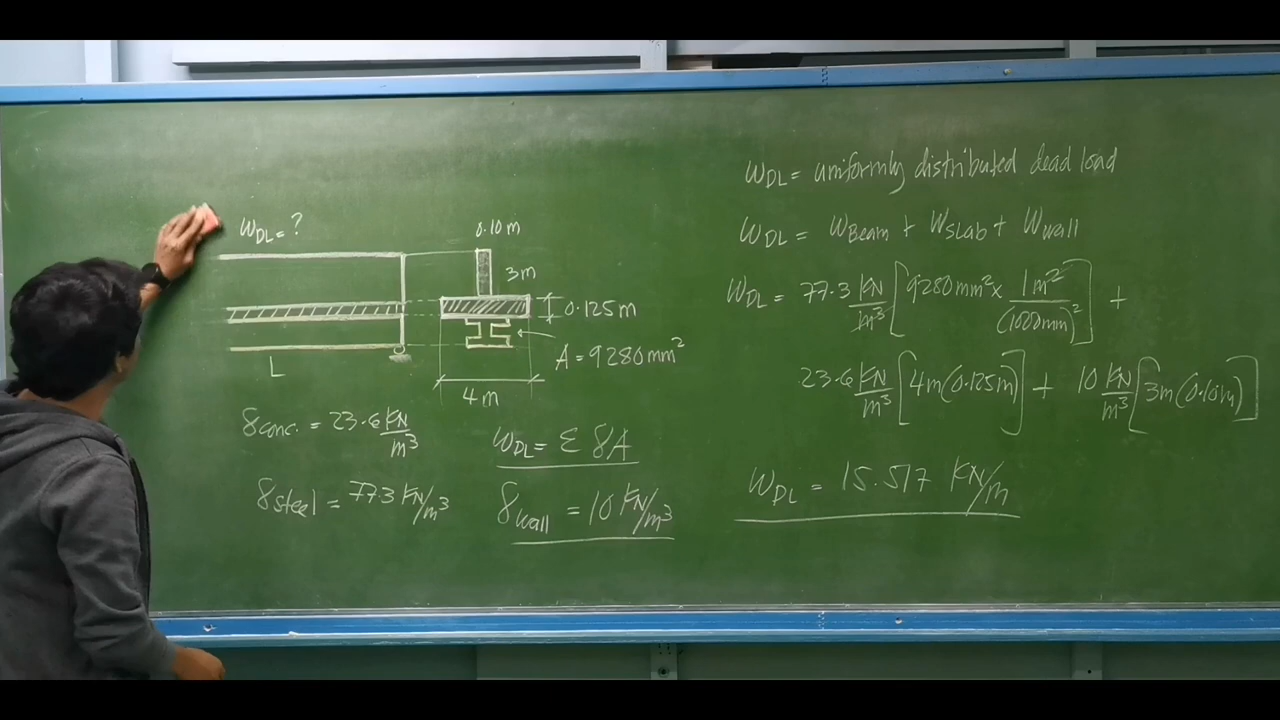 W_DL = ?
0.10 m
3m
0.125 m
A = 9280 mm²
L
4 m
γconc. = 23.6 KN/m³
γsteel = 77.3 KN/m³
W_DL = Σ γA
γwall = 10 KN/m³
W_DL = uniformly distributed dead load
W_DL = W_Beam + W_Slab + W_Wall
W_DL = 77.3 KN/m³ [9280 mm² x 1 m²/(1000mm)²] +
23.6 KN/m³ [4m(0.125m)] + 10 KN/m³ [3m(0.10m)]
W_DL = 15.517 KN/m